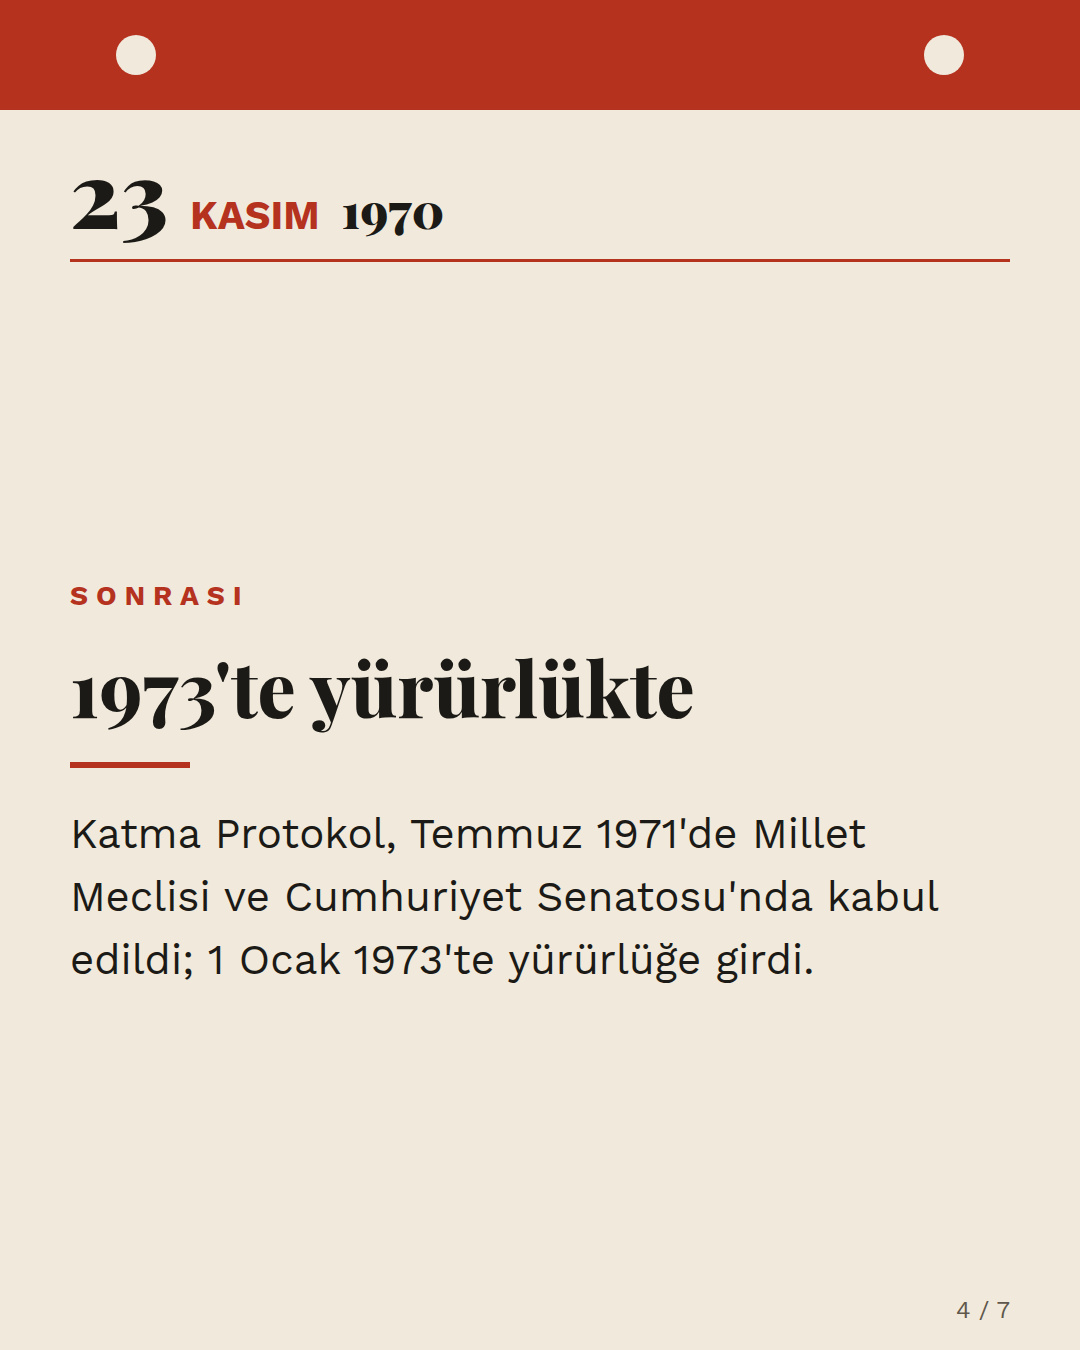 23 KASIM 1970
SONRASI
1973'te yürürlükte
Katma Protokol, Temmuz 1971'de Millet
Meclisi ve Cumhuriyet Senatosu'nda kabul
edildi; 1 Ocak 1973'te yürürlüğe girdi.
4 / 7